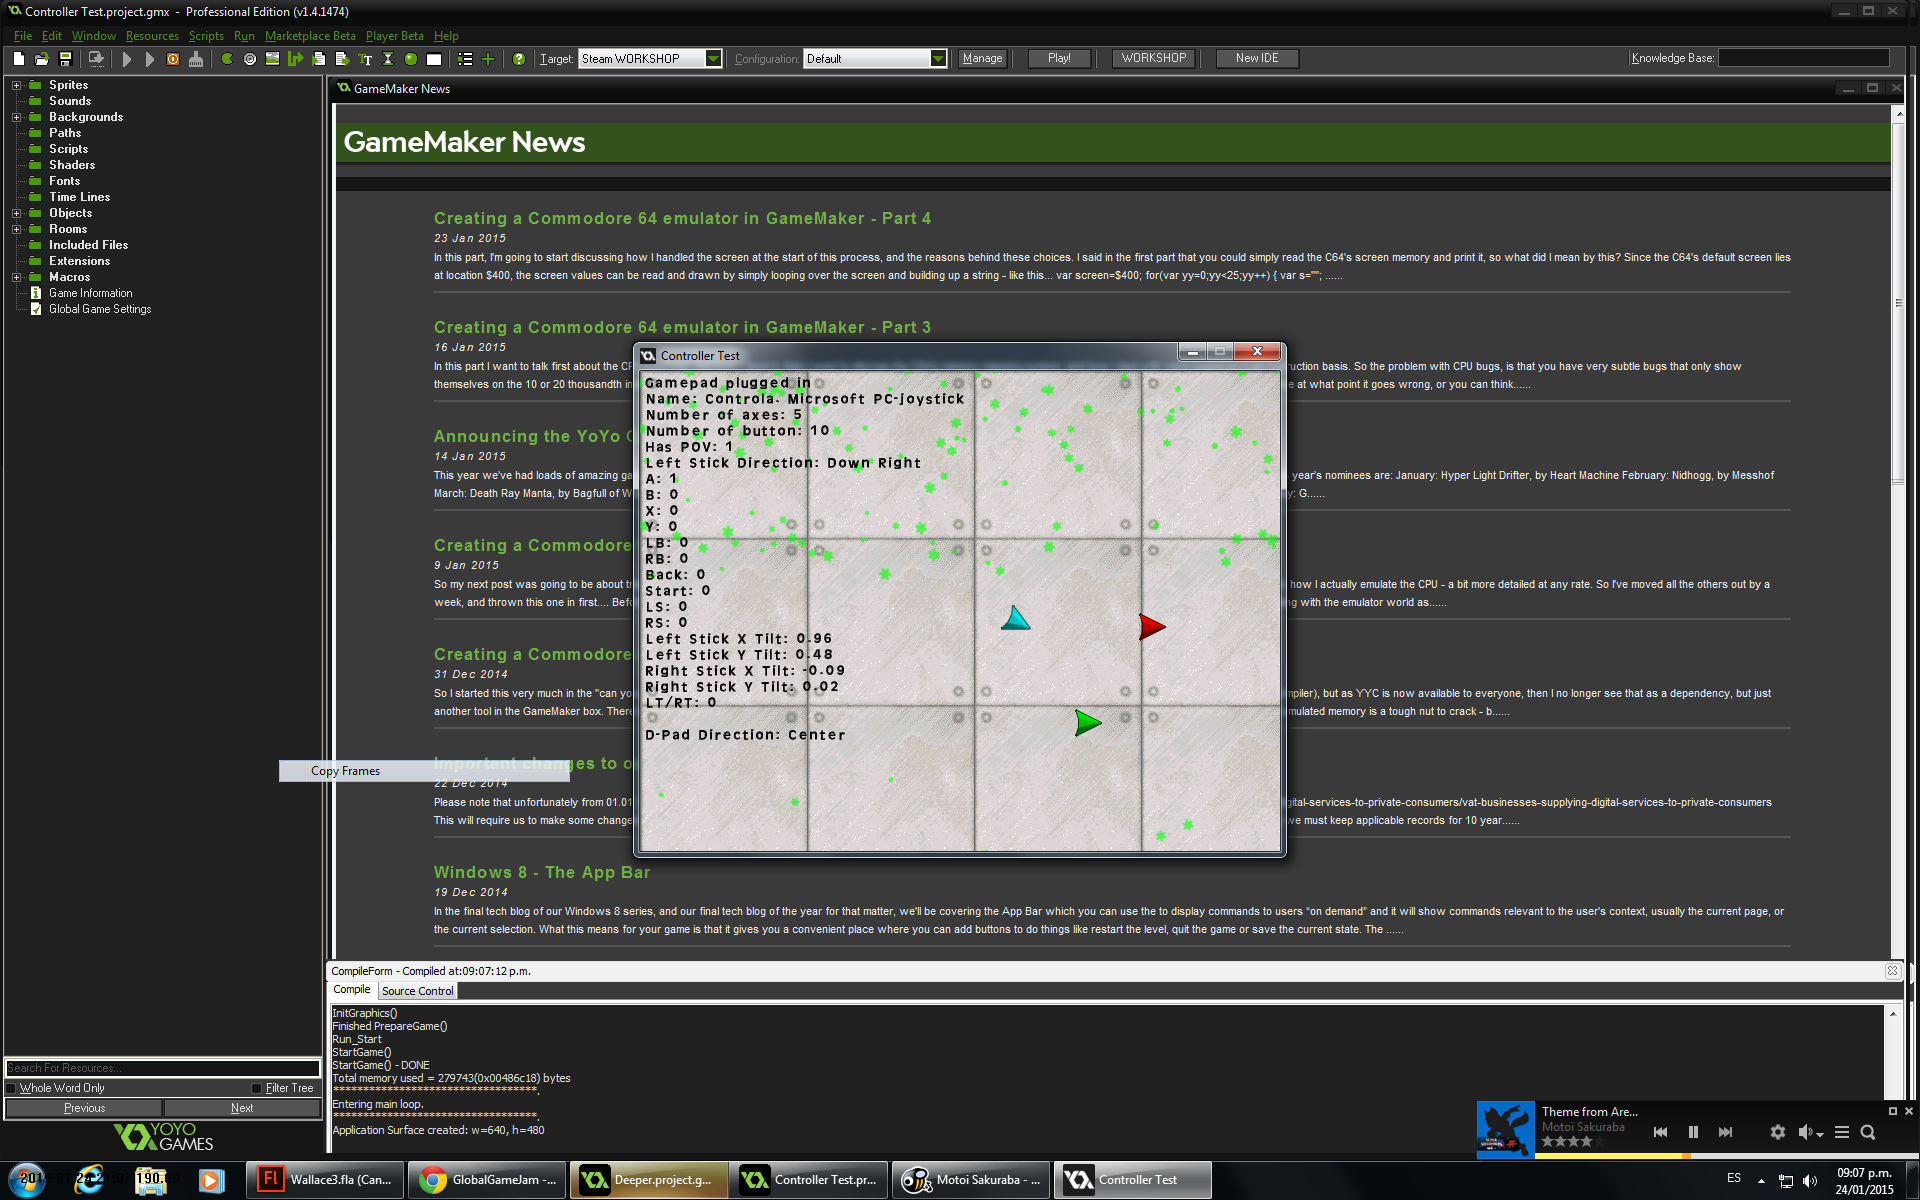 Controller Test.project.gmx - Professional Edition (v1.4.1474)
File Edit Window Resources Scripts Run Marketplace Beta Player Beta Help
Target: Steam WORKSHOP Configuration: Default Manage Play! WORKSHOP New IDE Knowledge Base:
Sprites
Sounds
Backgrounds
Paths
Scripts
Shaders
Fonts
Time Lines
Objects
Rooms
Included Files
Extensions
Macros
Game Information
Global Game Settings
Search For Resources...
Whole Word Only Filter Tree
Previous Next
YOYO
GAMES
GameMaker News
GameMaker News
Creating a Commodore 64 emulator in GameMaker - Part 4
23 Jan 2015
In this part, I'm going to start discussing how I handled the screen at the start of this process, and the reasons behind these choices. I said in the first part that you could simply read the C64's screen memory and print it, so what did I mean by this? Since the C64's default screen lies
at location $400, the screen values can be read and drawn by simply looping over the screen and building up a string - like this... var screen=$400; for(var yy=0;yy<25;yy++) { var s=""; ......
Creating a Commodore 64 emulator in GameMaker - Part 3
16 Jan 2015
In this part I want to talk first about the CP ruction basis. So the problem with CPU bugs, is that you have very subtle bugs that only show
themselves on the 10 or 20 thousandth in e at what point it goes wrong, or you can think......
Announcing the YoYo G
14 Jan 2015
This year we've had loads of amazing ga year's nominees are: January: Hyper Light Drifter, by Heart Machine February: Nidhogg, by Messhof
March: Death Ray Manta, by Bagfull of W y: G......
Creating a Commodore
9 Jan 2015
So my next post was going to be about tr how I actually emulate the CPU - a bit more detailed at any rate. So I've moved all the others out by a
week, and thrown this one in first.... Befo ng with the emulator world as......
Creating a Commodore
31 Dec 2014
So I started this very much in the "can yo mpiler), but as YYC is now available to everyone, then I no longer see that as a dependency, but just
another tool in the GameMaker box. There mulated memory is a tough nut to crack - b......
Important changes to o
22 Dec 2014
Please note that unfortunately from 01.01 gital-services-to-private-consumers/vat-businesses-supplying-digital-services-to-private-consumers
This will require us to make some change we must keep applicable records for 10 year......
Windows 8 - The App Bar
19 Dec 2014
In the final tech blog of our Windows 8 series, and our final tech blog of the year for that matter, we'll be covering the App Bar which you can use the to display commands to users “on demand” and it will show commands relevant to the user's context, usually the current page, or
the current selection. What this means for your game is that it gives you a convenient place where you can add buttons to do things like restart the level, quit the game or save the current state. The ......
Copy Frames
Controller Test
Gamepad plugged in
Name: Controla. Microsoft PC-joystick
Number of axes: 5
Number of button: 10
Has POV: 1
Left Stick Direction: Down Right
A: 1
B: 0
X: 0
Y: 0
LB: 0
RB: 0
Back: 0
Start: 0
LS: 0
RS: 0
Left Stick X Tilt: 0.96
Left Stick Y Tilt: 0.48
Right Stick X Tilt: -0.09
Right Stick Y Tilt: 0.02
LT/RT: 0
D-Pad Direction: Center
CompileForm - Compiled at:09:07:12 p.m.
Compile Source Control
InitGraphics()
Finished PrepareGame()
Run_Start
StartGame()
StartGame() - DONE
Total memory used = 279743(0x00486c18) bytes
***********************************.
Entering main loop.
***********************************.
Application Surface created: w=640, h=480
Theme from Are...
Motoi Sakuraba
Wallace3.fla (Can... GlobalGameJam -... Deeper.project.g... Controller Test.pr... Motoi Sakuraba - ... Controller Test
ES 09:07 p.m.
24/01/2015